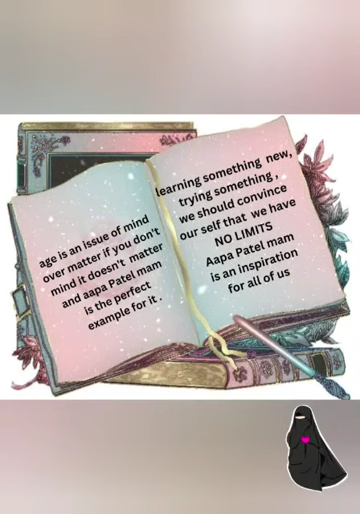 age is an issue of mind
over matter if you don't
mind it doesn't matter
and aapa Patel mam
is the perfect
example for it .
learning something new,
trying something ,
we should convince
our self that we have
NO LIMITS
Aapa Patel mam
is an inspiration
for all of us